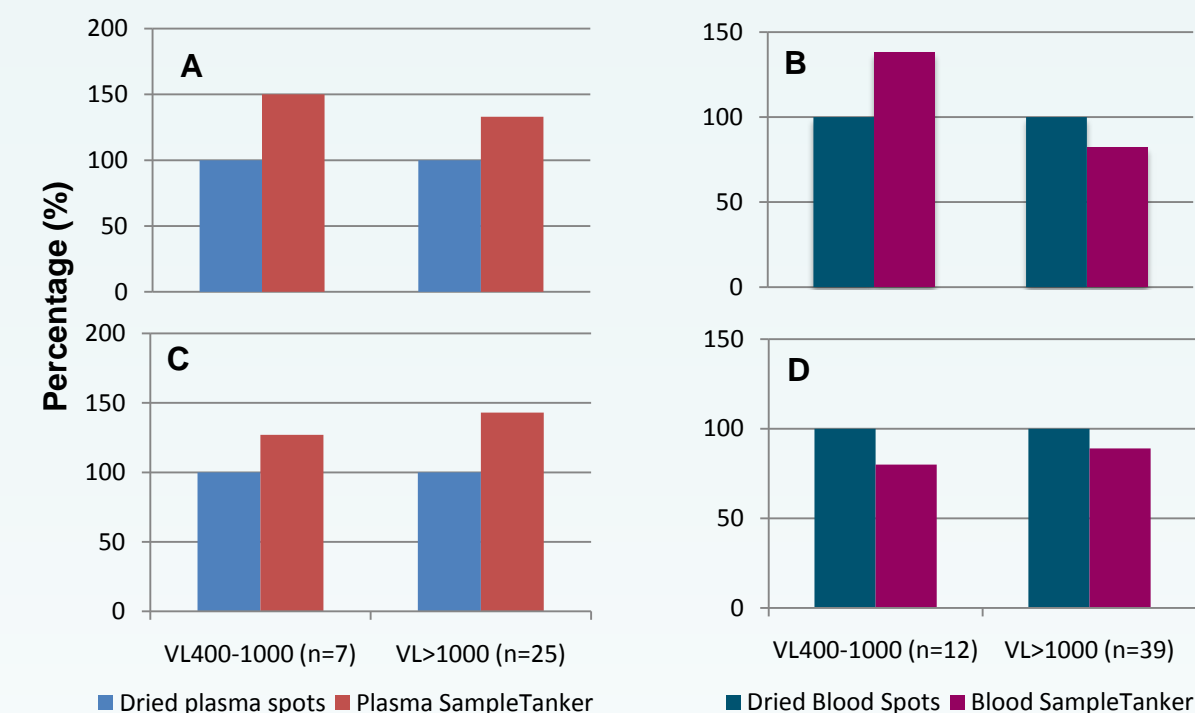 Percentage (%)
A
200
150
100
50
0
B
150
100
50
0
C
200
150
100
50
0
VL400-1000 (n=7) VL>1000 (n=25)
Dried plasma spots Plasma SampleTanker
D
150
100
50
0
VL400-1000 (n=12) VL>1000 (n=39)
Dried Blood Spots Blood SampleTanker